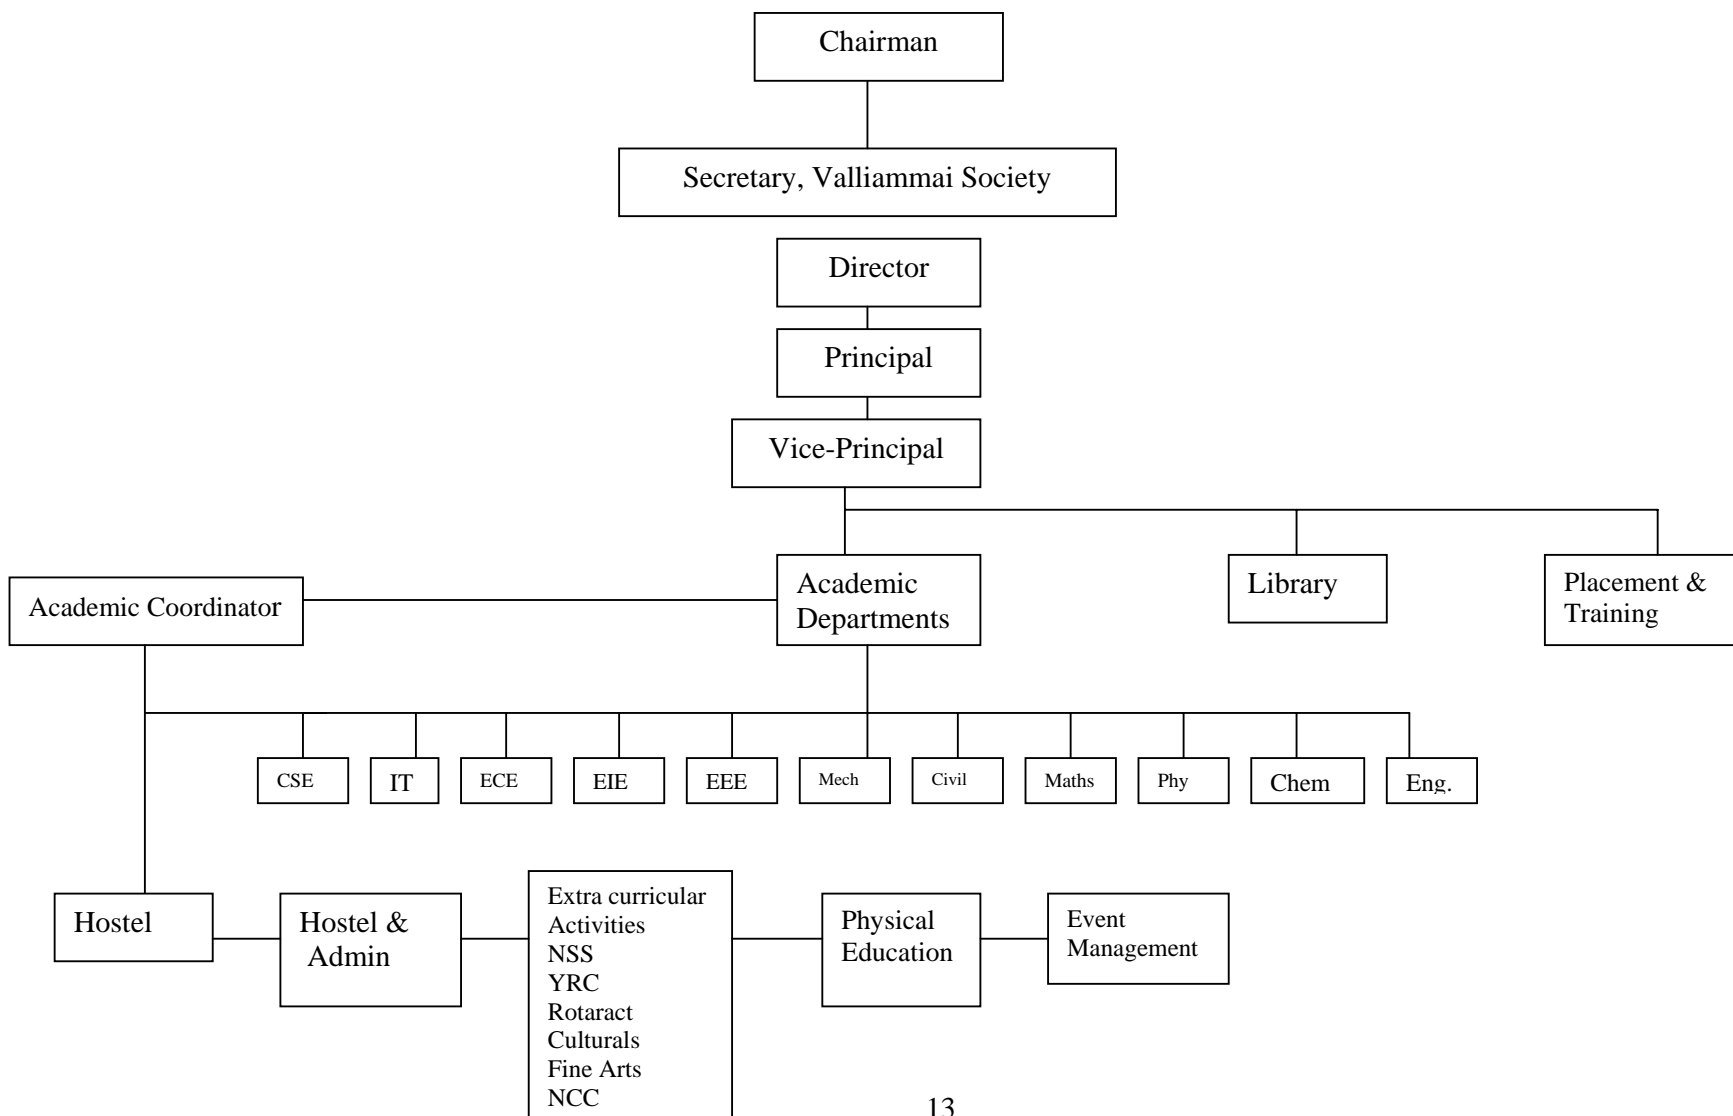 Chairman
Secretary, Valliammai Society
Director
Principal
Vice-Principal
Academic Coordinator
Academic
Departments
Library
Placement &
Training
CSE
IT
ECE
EIE
EEE
Mech
Civil
Maths
Phy
Chem
Eng.
Hostel
Hostel &
Admin
Extra curricular
Activities
NSS
YRC
Rotaract
Culturals
Fine Arts
NCC
Physical
Education
Event
Management
13